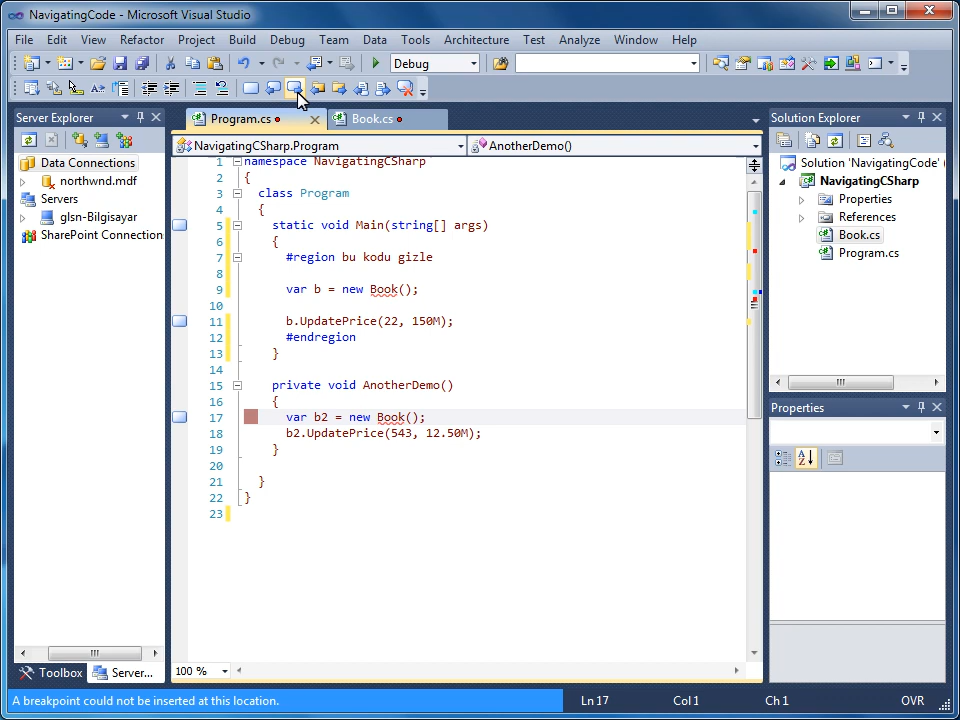 NavigatingCode - Microsoft Visual Studio
File Edit View Refactor Project Build Debug Team Data Tools Architecture Test Analyze Window Help
Debug
Server Explorer
Data Connections
northwnd.mdf
Servers
glsn-Bilgisayar
SharePoint Connection
Toolbox
Server...
Program.cs
Book.cs
NavigatingCSharp.Program
AnotherDemo()
1 namespace NavigatingCSharp
2 {
3 class Program
4 {
5 static void Main(string[] args)
6 {
7 #region bu kodu gizle
8
9 var b = new Book();
10
11 b.UpdatePrice(22, 150M);
12 #endregion
13 }
14
15 private void AnotherDemo()
16 {
17 var b2 = new Book();
18 b2.UpdatePrice(543, 12.50M);
19 }
20
21 }
22 }
23
100 %
Solution Explorer
Solution 'NavigatingCode' (
NavigatingCSharp
Properties
References
Book.cs
Program.cs
Properties
A breakpoint could not be inserted at this location.
Ln 17 Col 1 Ch 1 OVR